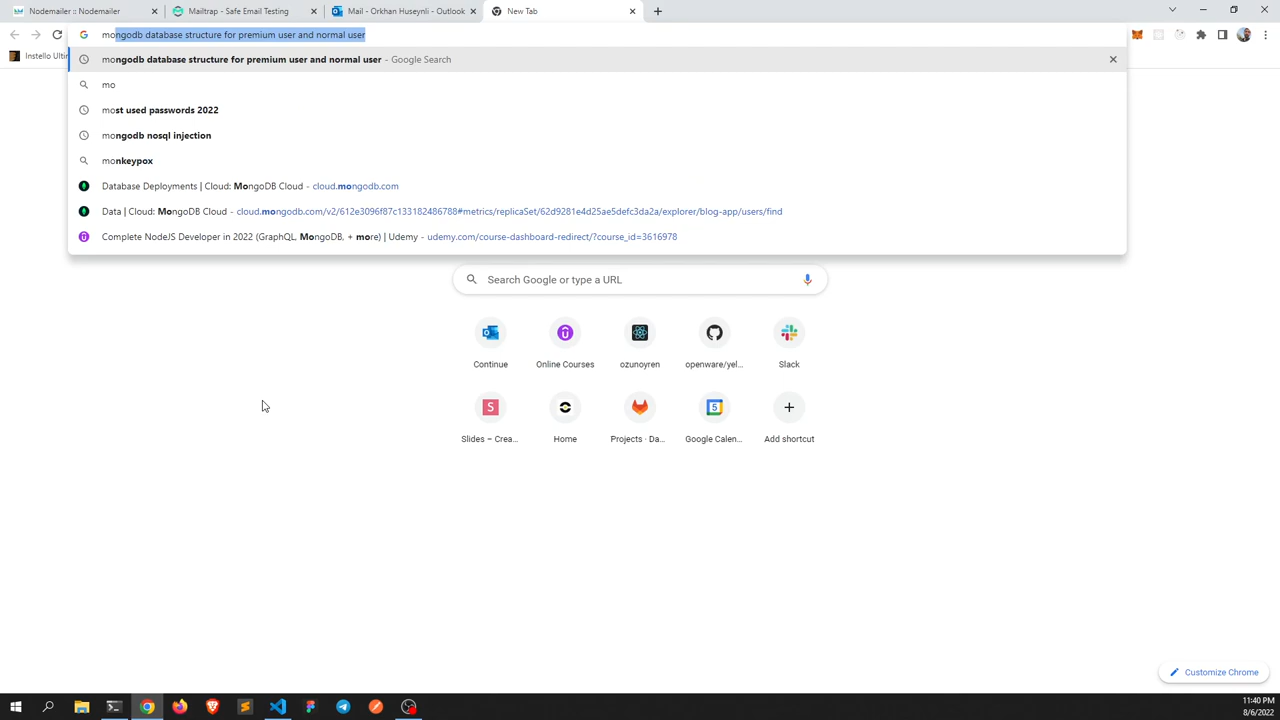 Nodemailer :: Nodemailer
Mailtrap - Safe Email Testing
Mail - Orkhan Huseynli - Outlook
New Tab
mongodb database structure for premium user and normal user
Instello Ultim
mongodb database structure for premium user and normal user - Google Search
mo
most used passwords 2022
mongodb nosql injection
monkeypox
Database Deployments | Cloud: MongoDB Cloud - cloud.mongodb.com
Data | Cloud: MongoDB Cloud - cloud.mongodb.com/v2/612e3096f87c133182486788#metrics/replicaSet/62d9281e4d25ae5defc3da2a/explorer/blog-app/users/find
Complete NodeJS Developer in 2022 (GraphQL, MongoDB, + more) | Udemy - udemy.com/course-dashboard-redirect/?course_id=3616978
Search Google or type a URL
Continue
Online Courses
ozunoyren
openware/yel...
Slack
Slides – Crea...
Home
Projects · Da...
Google Calen...
Add shortcut
Customize Chrome
11:40 PM
8/6/2022